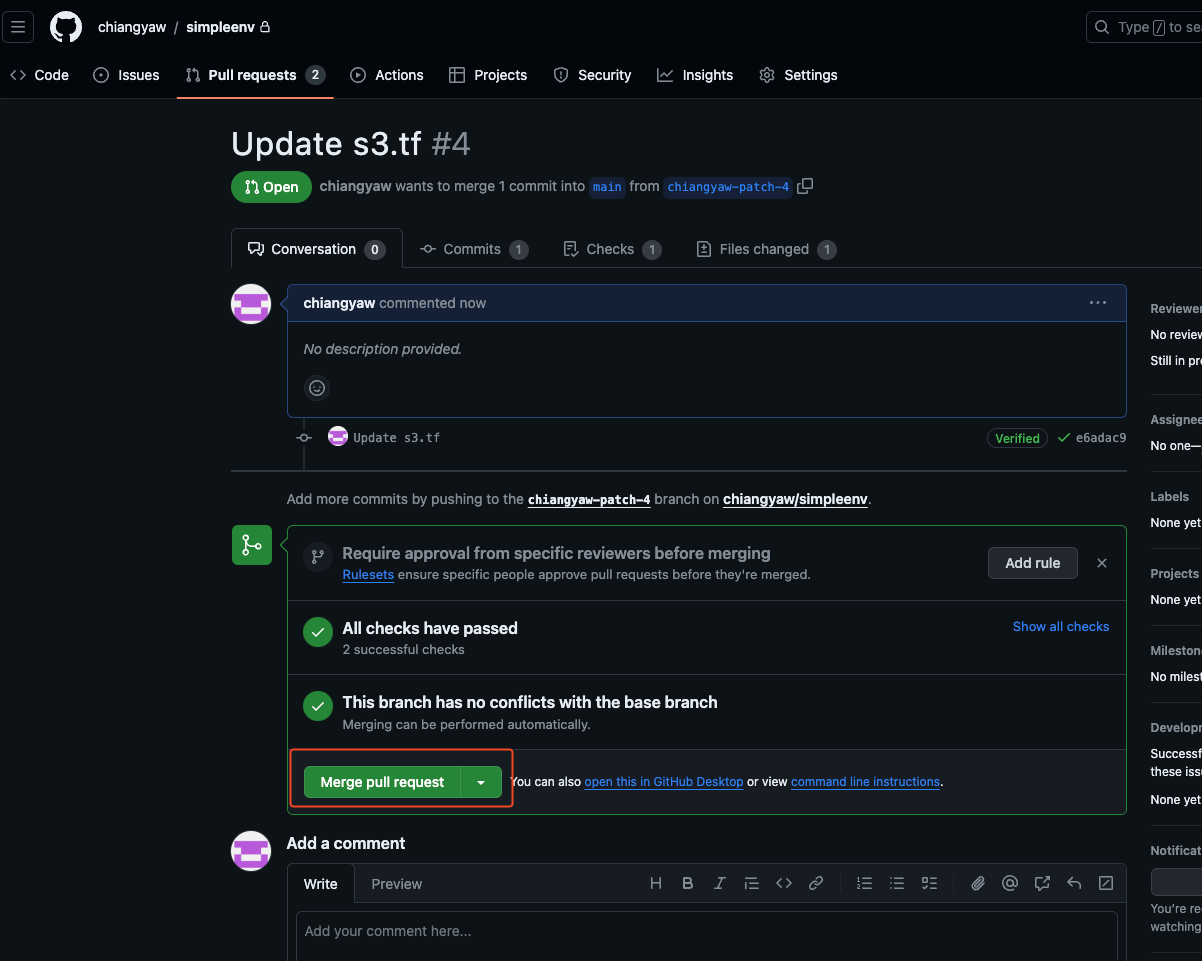 chiangyaw / simpleenv
Type / to se
Code
Issues
Pull requests 2
Actions
Projects
Security
Insights
Settings
Update s3.tf #4
Open
chiangyaw wants to merge 1 commit into main from chiangyaw-patch-4
Conversation 0
Commits 1
Checks 1
Files changed 1
chiangyaw commented now
No description provided.
Update s3.tf
Verified
e6adac9
Add more commits by pushing to the chiangyaw-patch-4 branch on chiangyaw/simpleenv.
Require approval from specific reviewers before merging
Rulesets ensure specific people approve pull requests before they're merged.
Add rule
All checks have passed
2 successful checks
Show all checks
This branch has no conflicts with the base branch
Merging can be performed automatically.
Merge pull request
You can also open this in GitHub Desktop or view command line instructions.
Add a comment
Write
Preview
Add your comment here...
Reviewer
No review
Still in pr
Assignee
No one—
Labels
None yet
Projects
None yet
Mileston
No milest
Developr
Successf
these iss
None yet
Notificat
You're re
watching